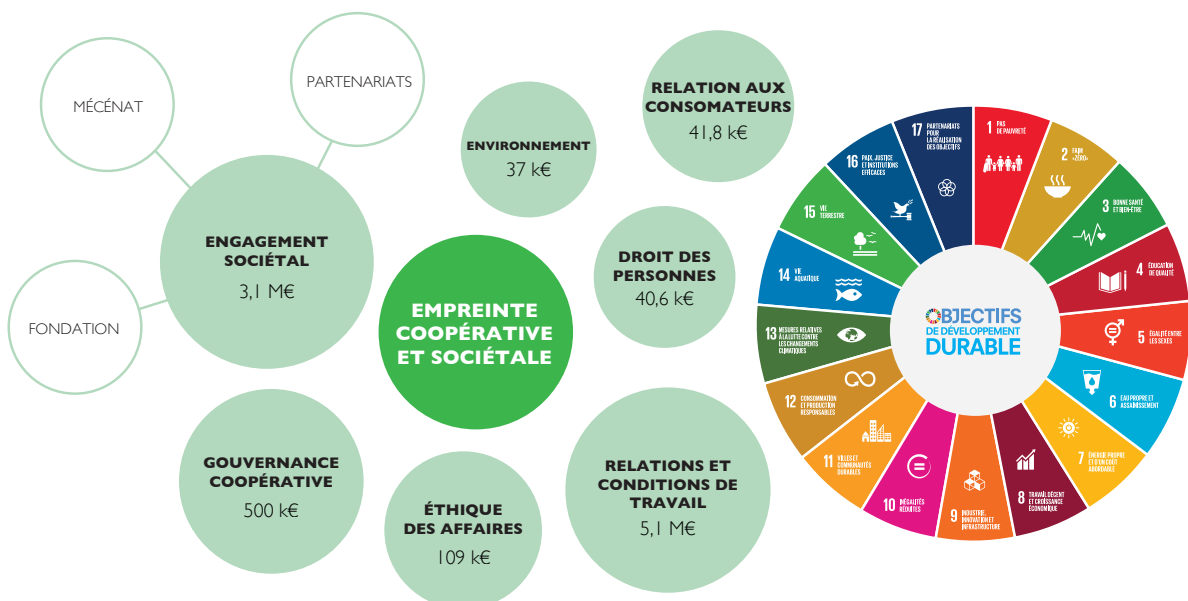 MÉCÉNAT
PARTENARIATS
FONDATION
ENGAGEMENT
SOCIÉTAL
3,1 M€
ENVIRONNEMENT
37 k€
RELATION AUX
CONSOMATEURS
41,8 k€
DROIT DES
PERSONNES
40,6 k€
EMPREINTE
COOPÉRATIVE
ET SOCIÉTALE
GOUVERNANCE
COOPÉRATIVE
500 k€
ÉTHIQUE
DES AFFAIRES
109 k€
RELATIONS ET
CONDITIONS DE
TRAVAIL
5,1 M€
OBJECTIFS
DE DÉVELOPPEMENT
DURABLE
1 PAS
DE PAUVRETÉ
2 FAIM
«ZÉRO»
3 BONNE SANTÉ
ET BIEN-ÊTRE
4 ÉDUCATION
DE QUALITÉ
5 ÉGALITÉ ENTRE
LES SEXES
6 EAU PROPRE ET
ASSAINISSEMENT
7 ÉNERGIE PROPRE
ET D'UN COÛT
ABORDABLE
8 TRAVAIL DÉCENT
ET CROISSANCE
ÉCONOMIQUE
9 INDUSTRIE,
INNOVATION ET
INFRASTRUCTURE
10 INÉGALITÉS
RÉDUITES
11 VILLES ET
COMMUNAUTÉS
DURABLES
12 CONSOMMATION
ET PRODUCTION
RESPONSABLES
13 MESURES RELATIVES
À LA LUTTE CONTRE
LES CHANGEMENTS
CLIMATIQUES
14 VIE
AQUATIQUE
15 VIE
TERRESTRE
16 PAIX, JUSTICE
ET INSTITUTIONS
EFFICACES
17 PARTENARIATS
POUR
LA RÉALISATION
DES OBJECTIFS